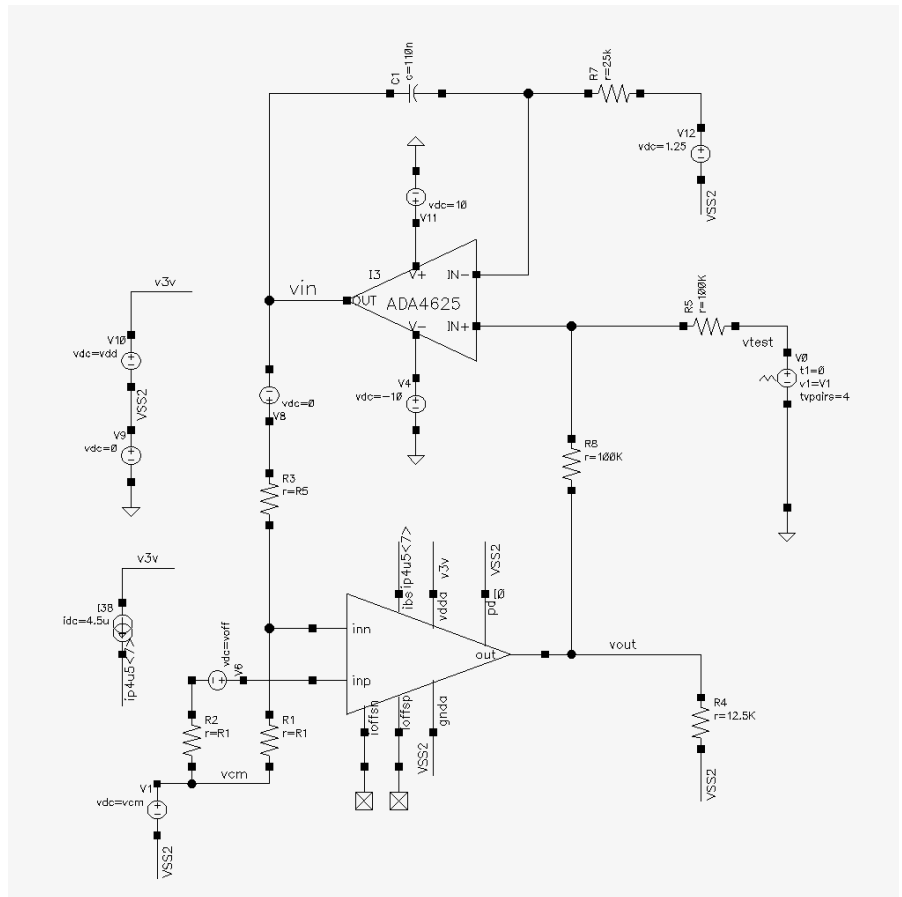 C1
c=110n
R7
r=25k
V12
vdc=1.25
VSS2
vdc=10
V11
I3
V+
IN-
vin
OUT
ADA4625
V-
IN+
R5
r=100K
vtest
V0
t1=0
v1=V1
tvpairs=4
v3v
V10
vdc=vdd
VSS2
V9
vdc=0
vdc=0
V8
V4
vdc=-10
R8
r=100K
R3
r=R5
v3v
I38
idc=4.5u
ip4u5<7>
ip4u5<7>
ibs
v3v
vdda
VSS2
pd
vdc=voff
V6
inn
inp
out
vout
R4
r=12.5K
VSS2
R2
r=R1
R1
r=R1
vcm
V1
vdc=vcm
VSS2
ioffsn
ioffsp
gnda
VSS2